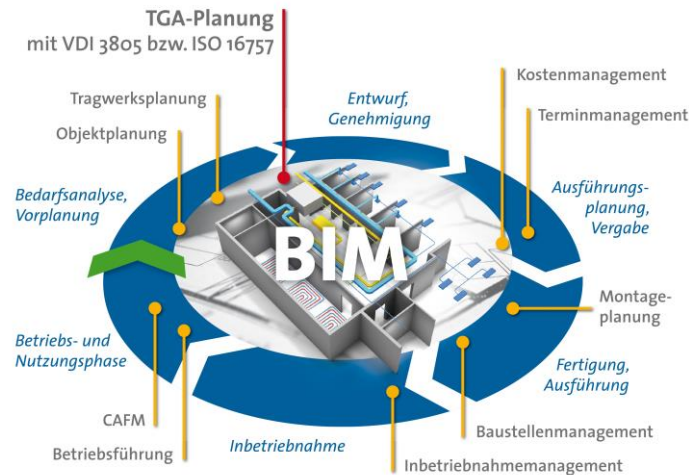 TGA-Planung
mit VDI 3805 bzw. ISO 16757
Tragwerksplanung
Objektplanung
Entwurf,
Genehmigung
Kostenmanagement
Terminmanagement
Bedarfsanalyse,
Vorplanung
Ausführungs-
planung,
Vergabe
BIM
Montage-
planung
Betriebs- und
Nutzungsphase
Fertigung,
Ausführung
CAFM
Betriebsführung
Inbetriebnahme
Baustellenmanagement
Inbetriebnahmemanagement